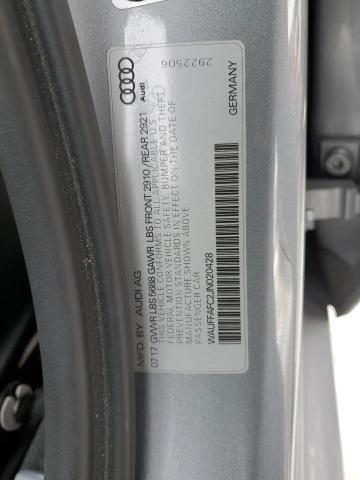 MFD BY AUDI AG
07 17 GVWR LBS 5688 GAWR LBS FRONT 2910 / REAR 2921
THIS VEHICLE CONFORMS TO ALL APPLICABLE U.S.
FEDERAL MOTOR VEHICLE SAFETY, BUMPER AND THEFT
PREVENTION STANDARDS IN EFFECT ON THE DATE OF
MANUFACTURE SHOWN ABOVE
PASSENGER CAR
WAUFFAFC2JN020428
Audi
2922506
GERMANY